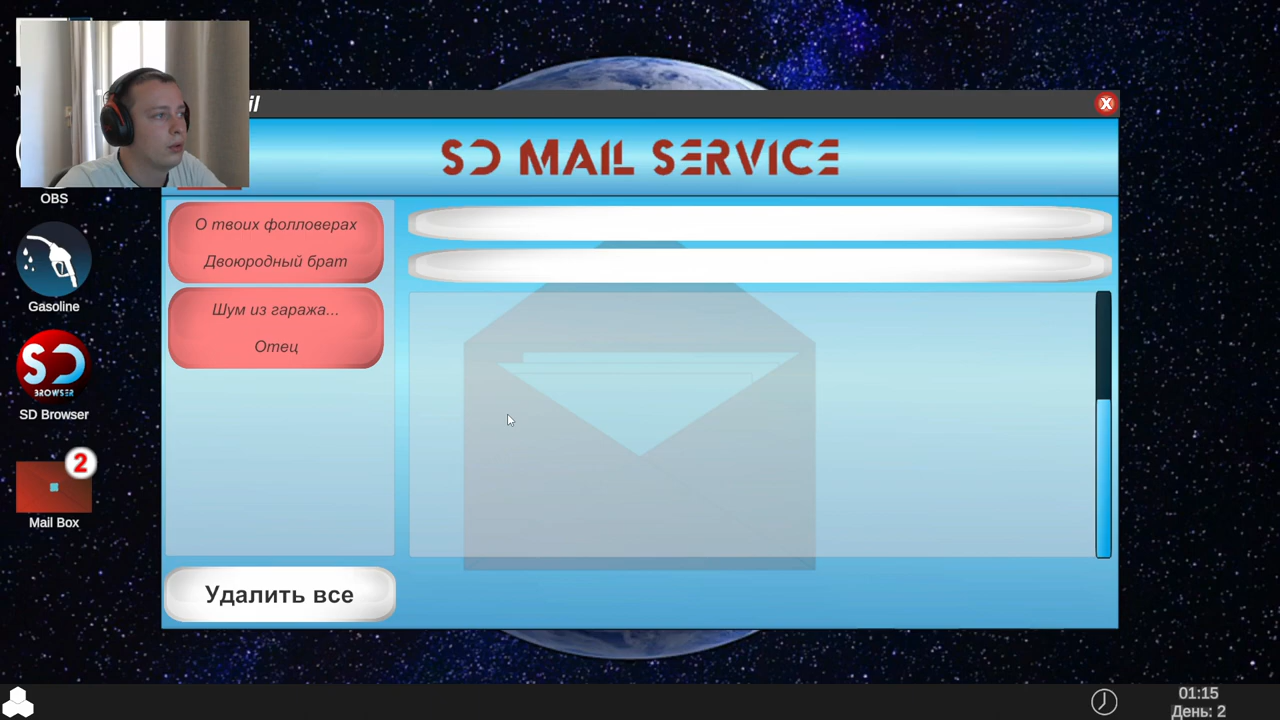 il
X
SD MAIL SERVICE
О твоих фолловерах
Двоюродный брат
Шум из гаража...
Отец
Удалить все
OBS
Gasoline
SD
BROWSER
SD Browser
2
Mail Box
01:15
День: 2